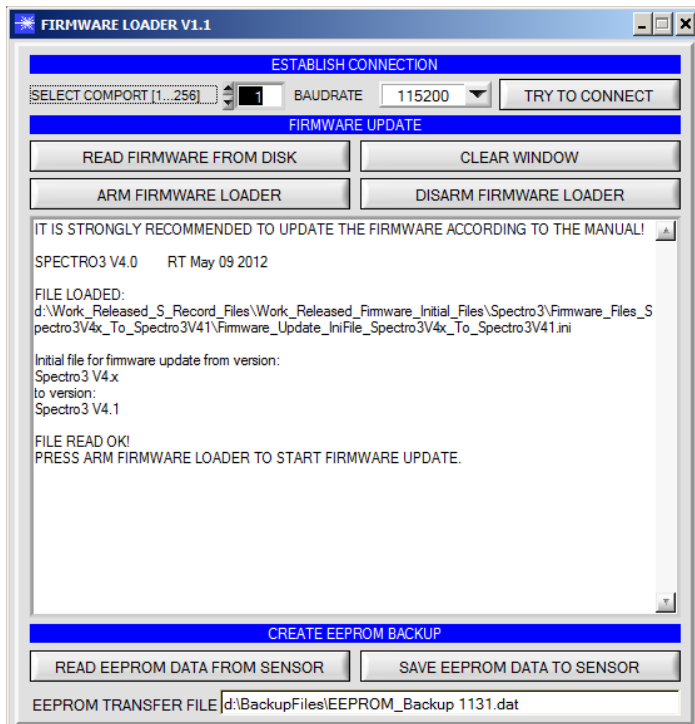 FIRMWARE LOADER V1.1
ESTABLISH CONNECTION
SELECT COMPORT [1...256] 1 BAUDRATE 115200 TRY TO CONNECT
FIRMWARE UPDATE
READ FIRMWARE FROM DISK CLEAR WINDOW
ARM FIRMWARE LOADER DISARM FIRMWARE LOADER
IT IS STRONGLY RECOMMENDED TO UPDATE THE FIRMWARE ACCORDING TO THE MANUAL!
SPECTRO3 V4.0 RT May 09 2012
FILE LOADED:
d:\Work_Released_S_Record_Files\Work_Released_Firmware_Initial_Files\Spectro3\Firmware_Files_S
pectro3V4x_To_Spectro3V41\Firmware_Update_IniFile_Spectro3V4x_To_Spectro3V41.ini
Initial file for firmware update from version:
Spectro3 V4.x
to version:
Spectro3 V4.1
FILE READ OK!
PRESS ARM FIRMWARE LOADER TO START FIRMWARE UPDATE.
CREATE EEPROM BACKUP
READ EEPROM DATA FROM SENSOR SAVE EEPROM DATA TO SENSOR
EEPROM TRANSFER FILE d:\BackupFiles\EEPROM_Backup 1131.dat